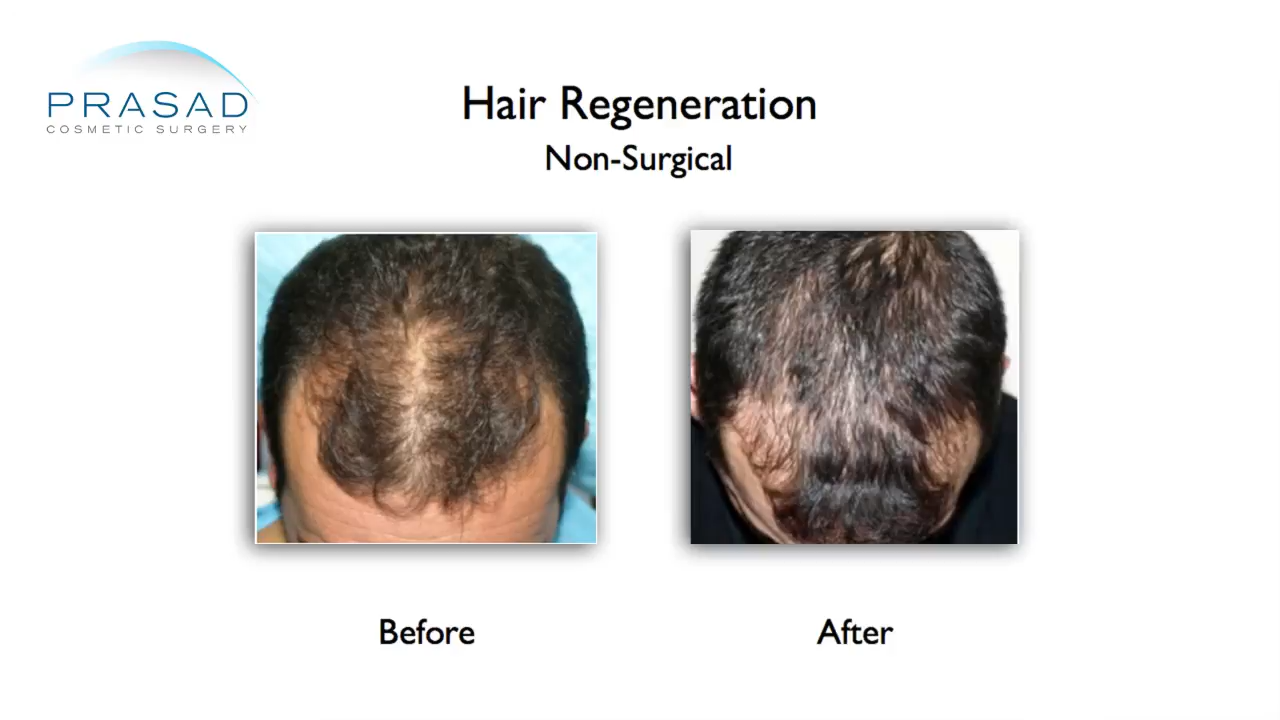 PRASAD
COSMETIC SURGERY
Hair Regeneration
Non-Surgical
Before
After